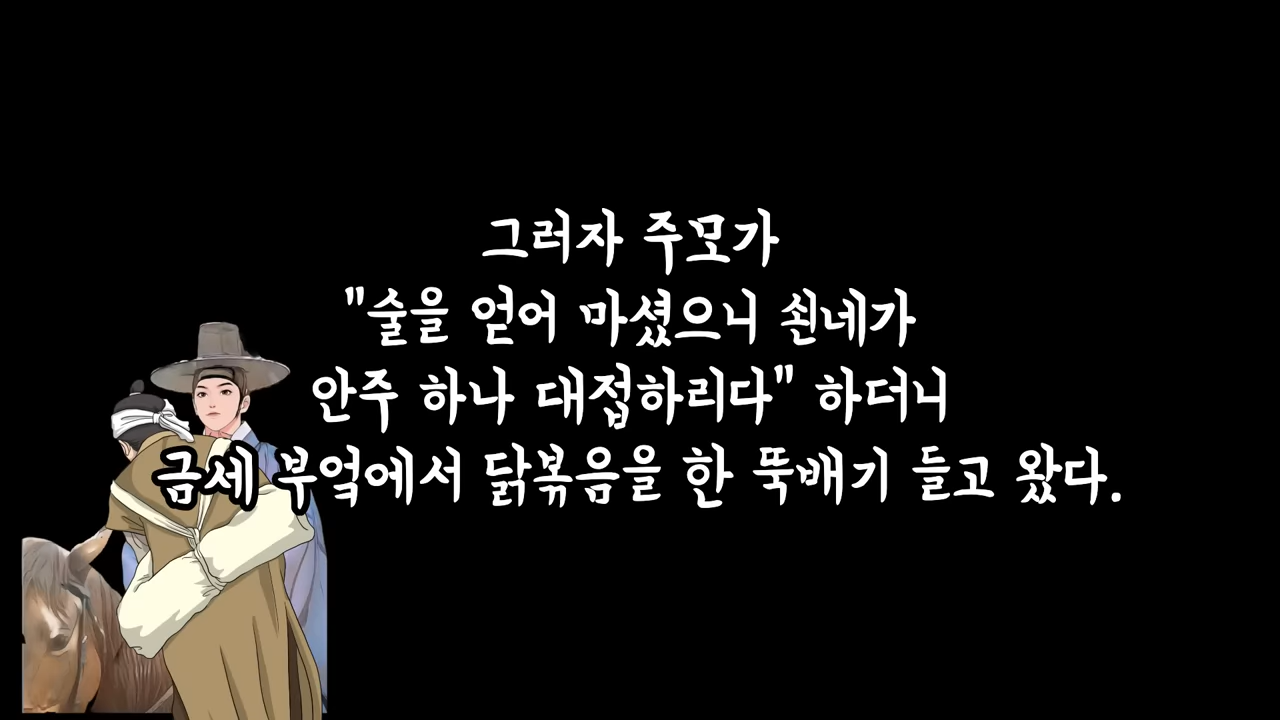 그러자 주모가
"술을 얻어 마셨으니 쇤네가
안주 하나 대접하리다" 하더니
금세 부엌에서 닭볶음을 한 뚝배기 들고 왔다.